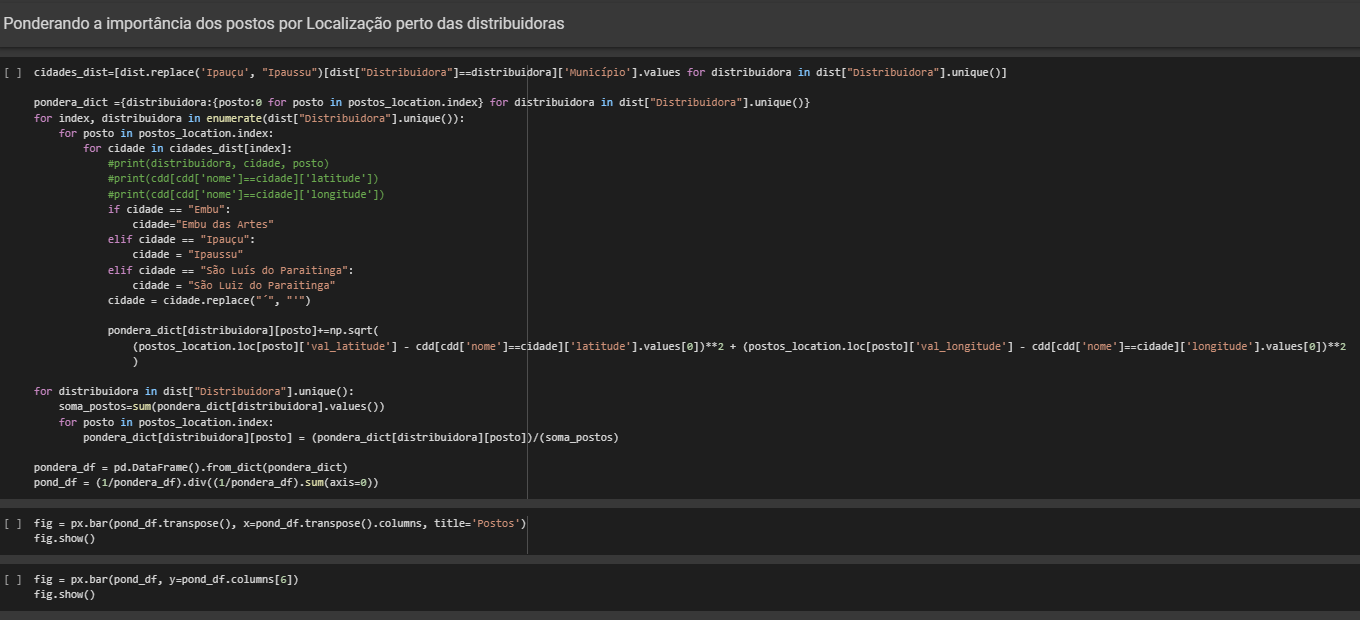 Ponderando a importância dos postos por Localização perto das distribuidoras
[ ] cidades_dist=[dist.replace('Ipauçu', "Ipaussu")[dist["Distribuidora"]==distribuidora]['Município'].values for distribuidora in dist["Distribuidora"].unique()]
pondera_dict ={distribuidora:{posto:0 for posto in postos_location.index} for distribuidora in dist["Distribuidora"].unique()}
for index, distribuidora in enumerate(dist["Distribuidora"].unique()):
for posto in postos_location.index:
for cidade in cidades_dist[index]:
#print(distribuidora, cidade, posto)
#print(cdd[cdd['nome']==cidade]['latitude'])
#print(cdd[cdd['nome']==cidade]['longitude'])
if cidade == "Embu":
cidade="Embu das Artes"
elif cidade == "Ipauçu":
cidade = "Ipaussu"
elif cidade == "São Luís do Paraitinga":
cidade = "São Luiz do Paraitinga"
cidade = cidade.replace("´", "'")
pondera_dict[distribuidora][posto]+=np.sqrt(
(postos_location.loc[posto]['val_latitude'] - cdd[cdd['nome']==cidade]['latitude'].values[0])**2 + (postos_location.loc[posto]['val_longitude'] - cdd[cdd['nome']==cidade]['longitude'].values[0])**2
)
for distribuidora in dist["Distribuidora"].unique():
soma_postos=sum(pondera_dict[distribuidora].values())
for posto in postos_location.index:
pondera_dict[distribuidora][posto] = (pondera_dict[distribuidora][posto])/(soma_postos)
pondera_df = pd.DataFrame().from_dict(pondera_dict)
pond_df = (1/pondera_df).div((1/pondera_df).sum(axis=0))
[ ] fig = px.bar(pond_df.transpose(), x=pond_df.transpose().columns, title='Postos')
fig.show()
[ ] fig = px.bar(pond_df, y=pond_df.columns[6])
fig.show()